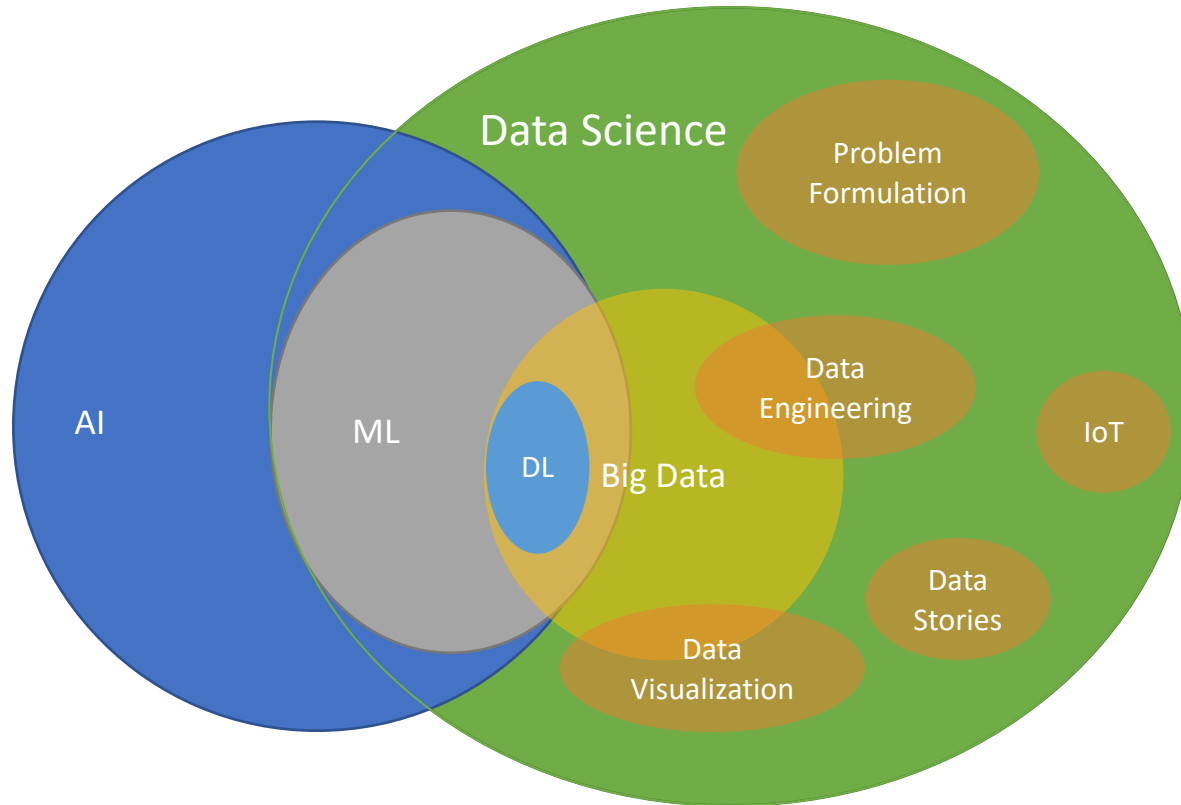 Data Science
Problem
Formulation
AI
ML
DL
Big Data
Data
Engineering
IoT
Data
Stories
Data
Visualization